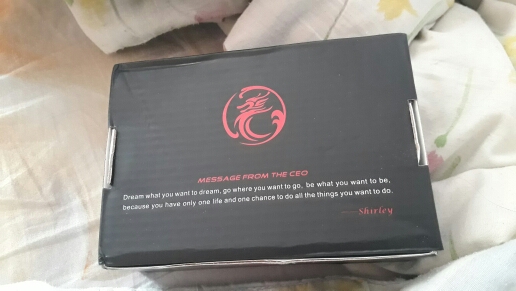 MESSAGE FROM THE CEO
Dream what you want to dream, go where you want to go, be what you want to be,
because you have only one life and one chance to do all the things you want to do.
—— Shirley